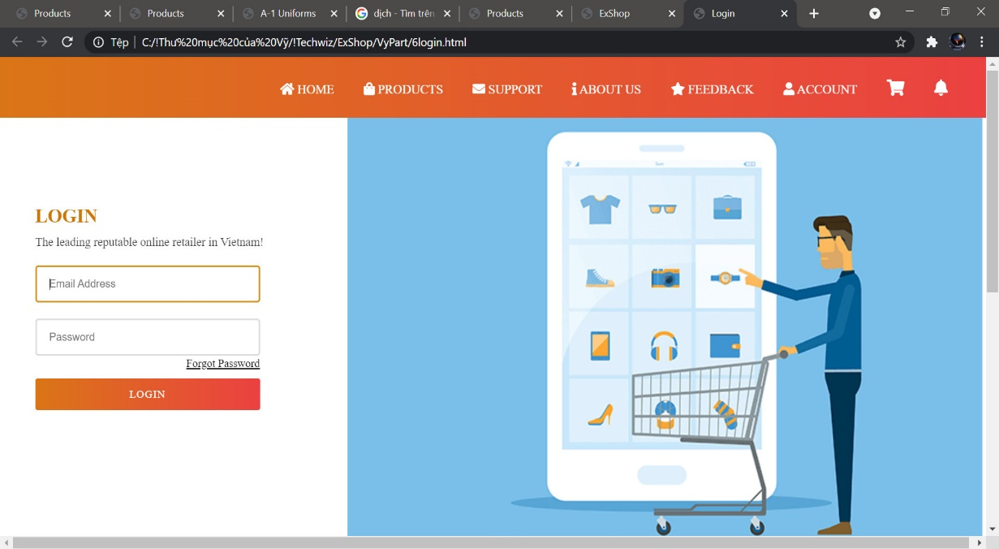 Products
Products
A-1 Uniforms
dịch - Tìm trên
Products
ExShop
Login
Tệp
C:/!Thư%20mục%20của%20Vỹ/!Techwiz/ExShop/VyPart/6login.html
HOME
PRODUCTS
SUPPORT
ABOUT US
FEEDBACK
ACCOUNT
LOGIN
The leading reputable online retailer in Vietnam!
Email Address
Password
Forgot Password
LOGIN